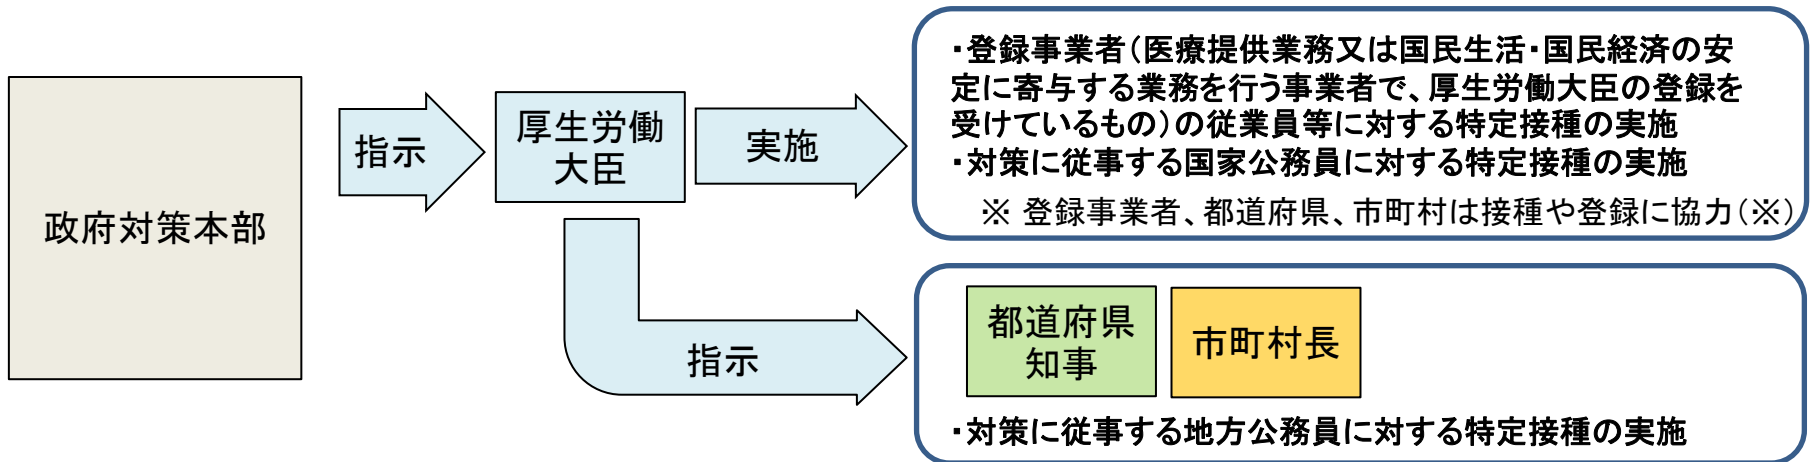 政府対策本部
指示
厚生労働
大臣
実施
・登録事業者（医療提供業務又は国民生活・国民経済の安
定に寄与する業務を行う事業者で、厚生労働大臣の登録を
受けているもの）の従業員等に対する特定接種の実施
・対策に従事する国家公務員に対する特定接種の実施
※ 登録事業者、都道府県、市町村は接種や登録に協力（※）
指示
都道府県
知事
市町村長
・対策に従事する地方公務員に対する特定接種の実施